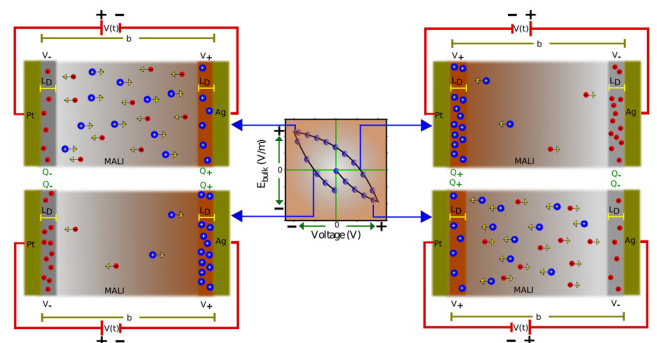 + -
V(t)
b
V- V+
LD LD
Pt Ag
MALI
Q- Q+
- +
V(t)
b
V+ V-
LD LD
Pt Ag
MALI
Q+ Q-
+
Ebulk (V/m)
0
-
- 0 +
Voltage (V)
Q- Q+
LD LD
Pt Ag
MALI
V- V+
b
V(t)
+ -
Q+ Q-
LD LD
Pt Ag
MALI
V+ V-
b
V(t)
- +